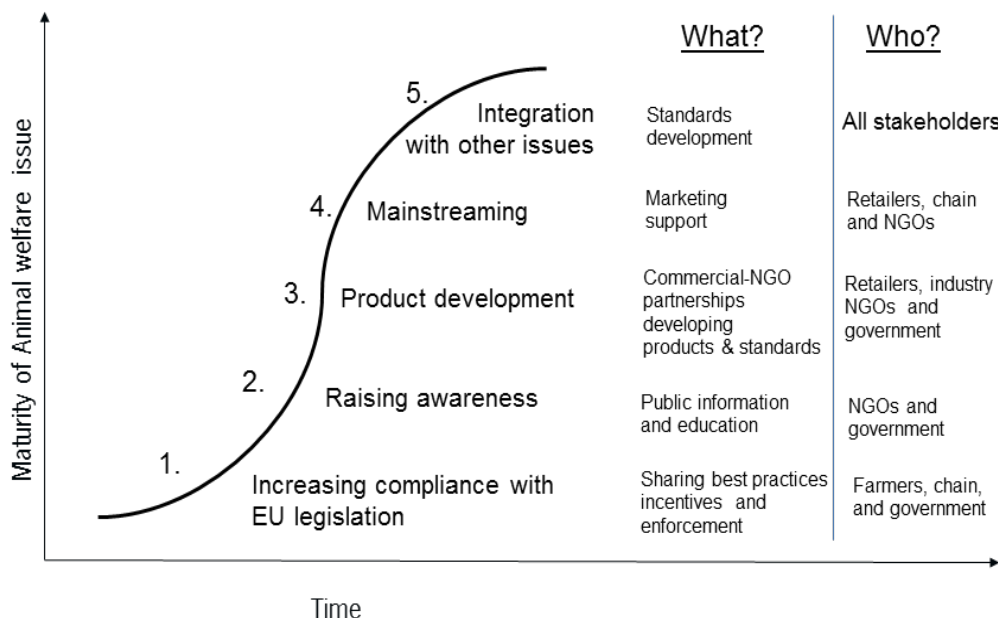 What?
Who?
5.
Integration
with other issues
Standards
development
All stakeholders
4.
Mainstreaming
Marketing
support
Retailers, chain
and NGOs
3.
Product development
Commercial-NGO
partnerships
developing
products & standards
Retailers, industry
NGOs and
government
2.
Raising awareness
Public information
and education
NGOs and
government
1.
Increasing compliance with
EU legislation
Sharing best practices
incentives and
enforcement
Farmers, chain,
and government
Maturity of Animal welfare
issue
Time